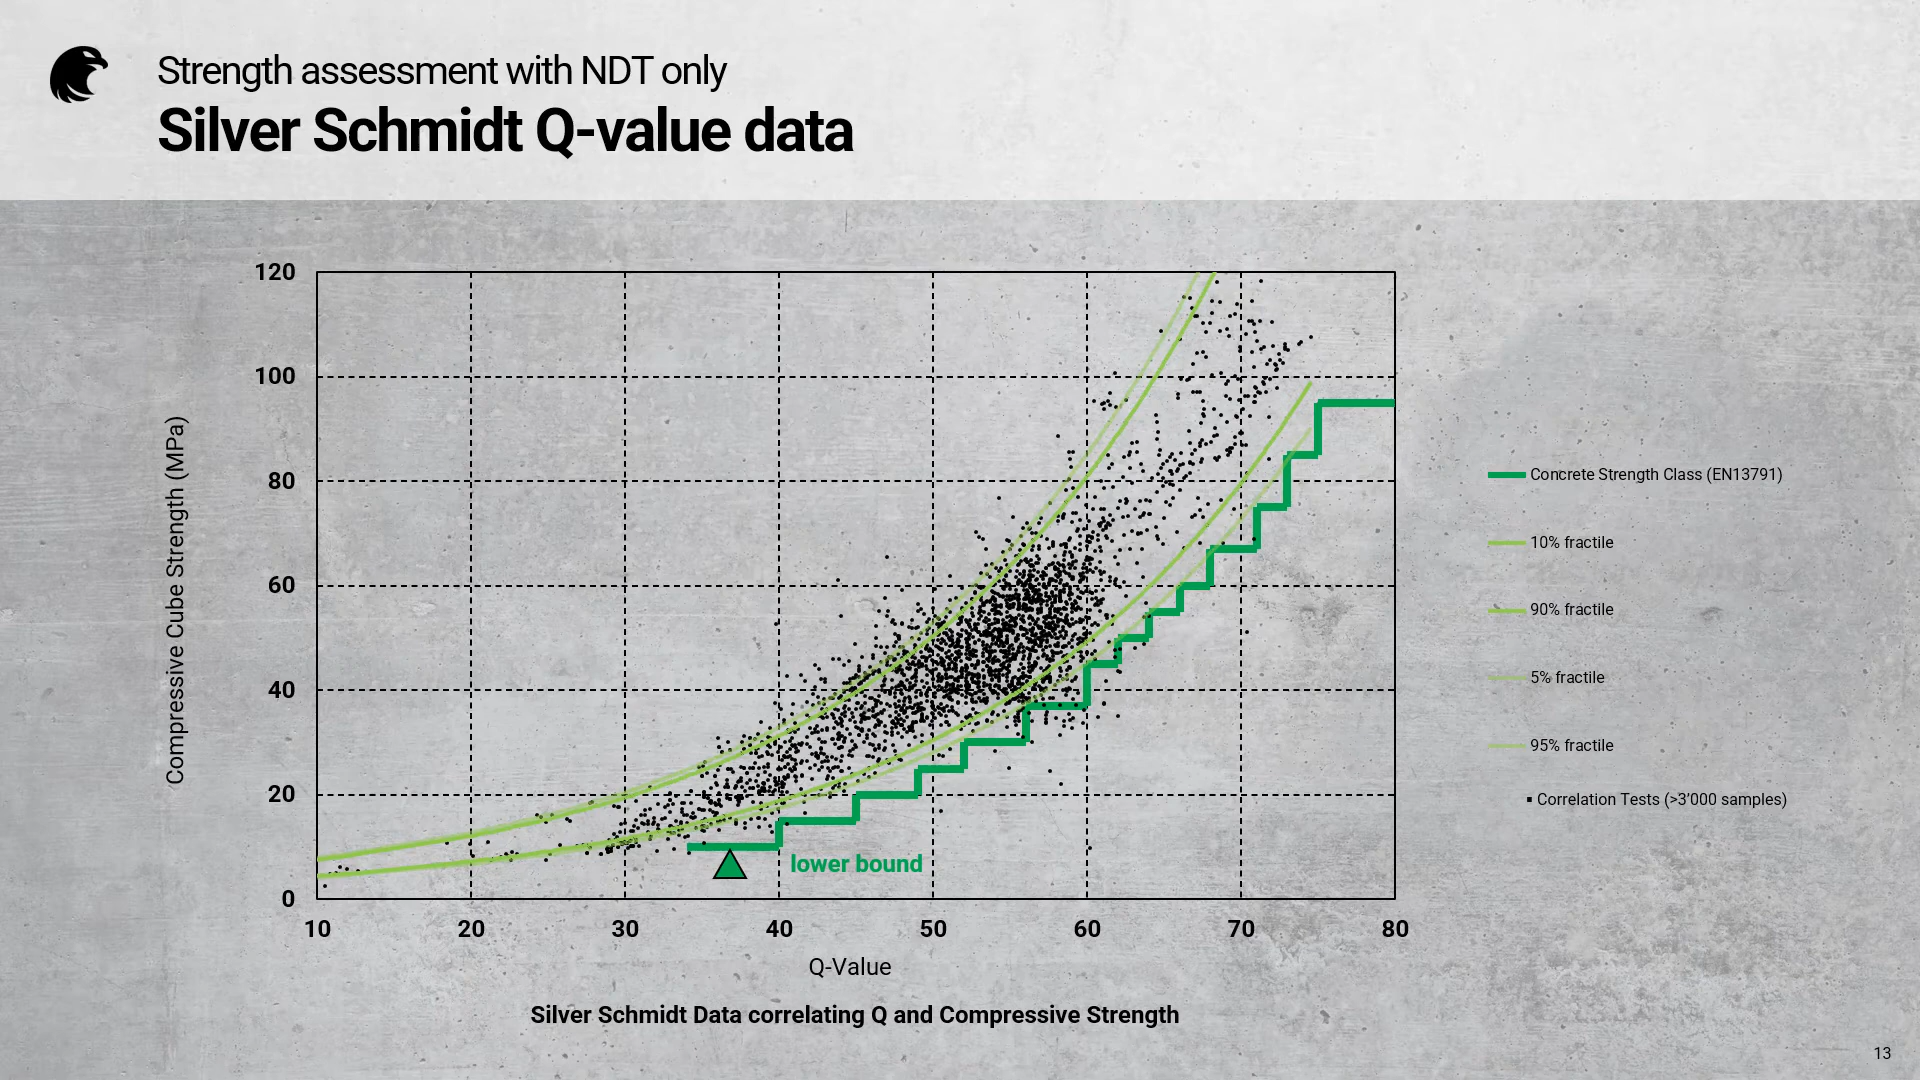 Strength assessment with NDT only
Silver Schmidt Q-value data
120
100
80
60
40
20
0
Compressive Cube Strength (MPa)
10 20 30 40 50 60 70 80
Q-Value
lower bound
Concrete Strength Class (EN13791)
10% fractile
90% fractile
5% fractile
95% fractile
Correlation Tests (>3'000 samples)
Silver Schmidt Data correlating Q and Compressive Strength
13